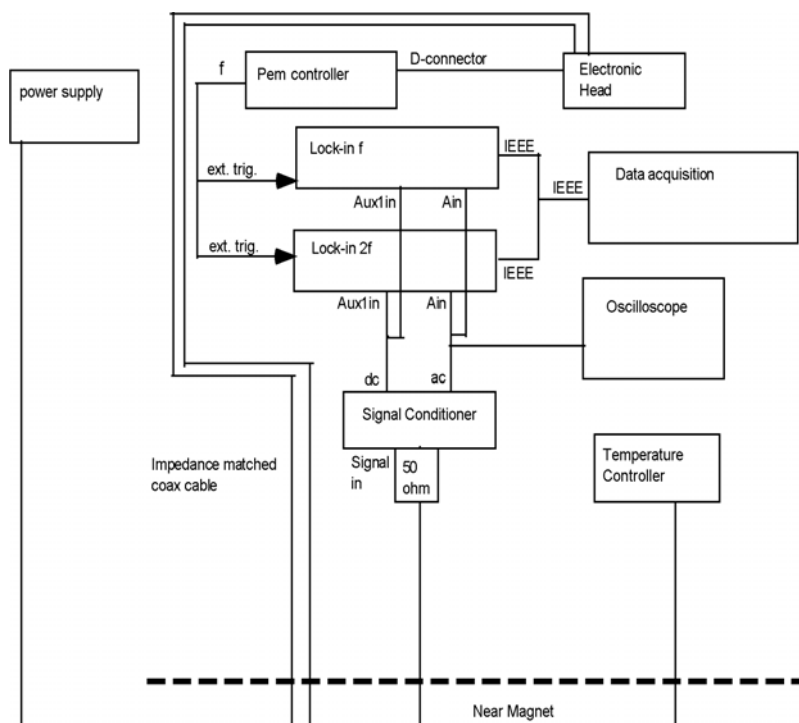 f
Pem controller
D-connector
Electronic
Head
power supply
Lock-in f
IEEE
ext. trig.
Data acquisition
IEEE
Aux1in
Ain
Lock-in 2f
ext. trig.
IEEE
Aux1in
Ain
Oscilloscope
dc
ac
Signal Conditioner
Impedance matched
coax cable
Signal
in
50
ohm
Temperature
Controller
Near Magnet